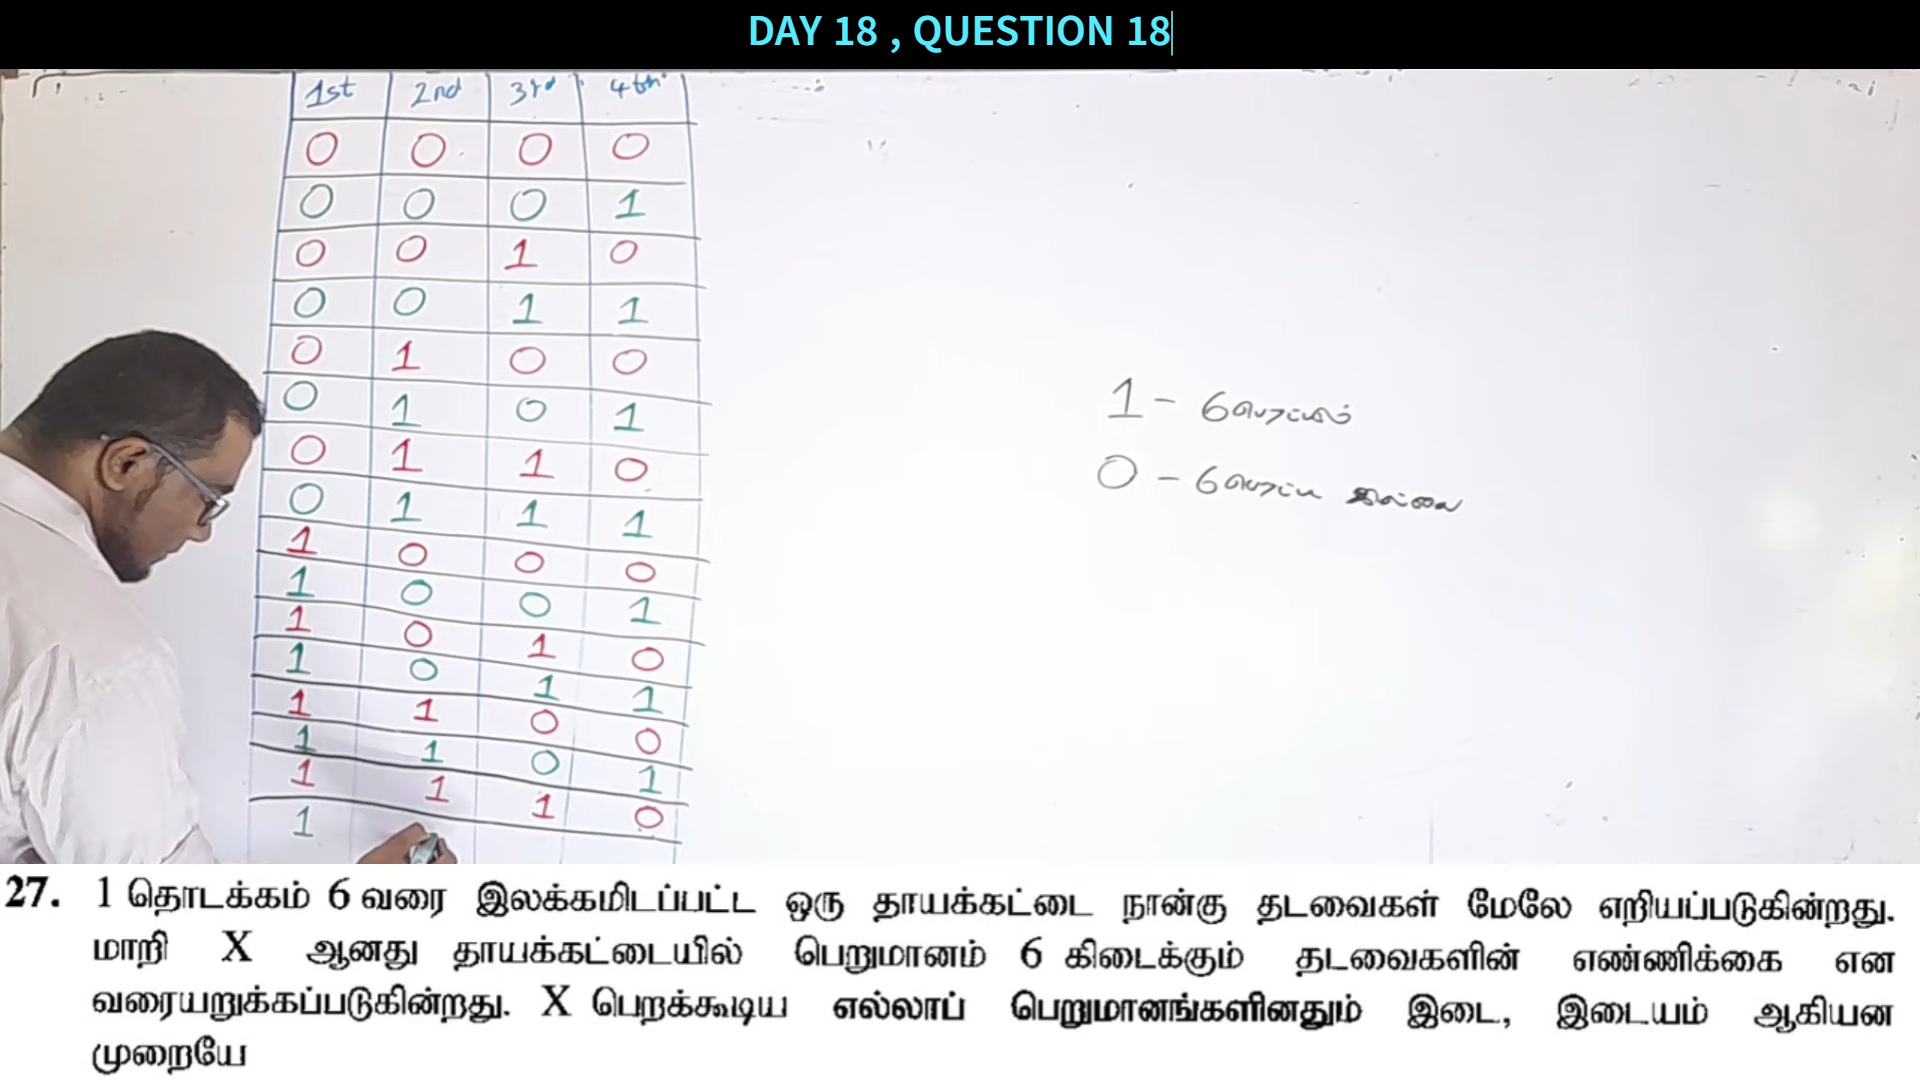 DAY 18 , QUESTION 18
1st 2nd 3rd 4th
0 0 0 0
0 0 0 1
0 0 1 0
0 0 1 1
0 1 0 0
0 1 0 1
0 1 1 0
0 1 1 1
1 0 0 0
1 0 0 1
1 0 1 0
1 0 1 1
1 1 0 0
1 1 0 1
1 1 1 0
1
1 -
0 - இல்லை
27. 1 தொடக்கம் 6 வரை இலக்கமிடப்பட்ட ஒரு தாயக்கட்டை நான்கு தடவைகள் மேலே எறியப்படுகின்றது.
மாறி X ஆனது தாயக்கட்டையில் பெறுமானம் 6 கிடைக்கும் தடவைகளின் எண்ணிக்கை என
வரையறுக்கப்படுகின்றது. X பெறக்கூடிய எல்லாப் பெறுமானங்களினதும் இடை, இடையம் ஆகியன
முறையே